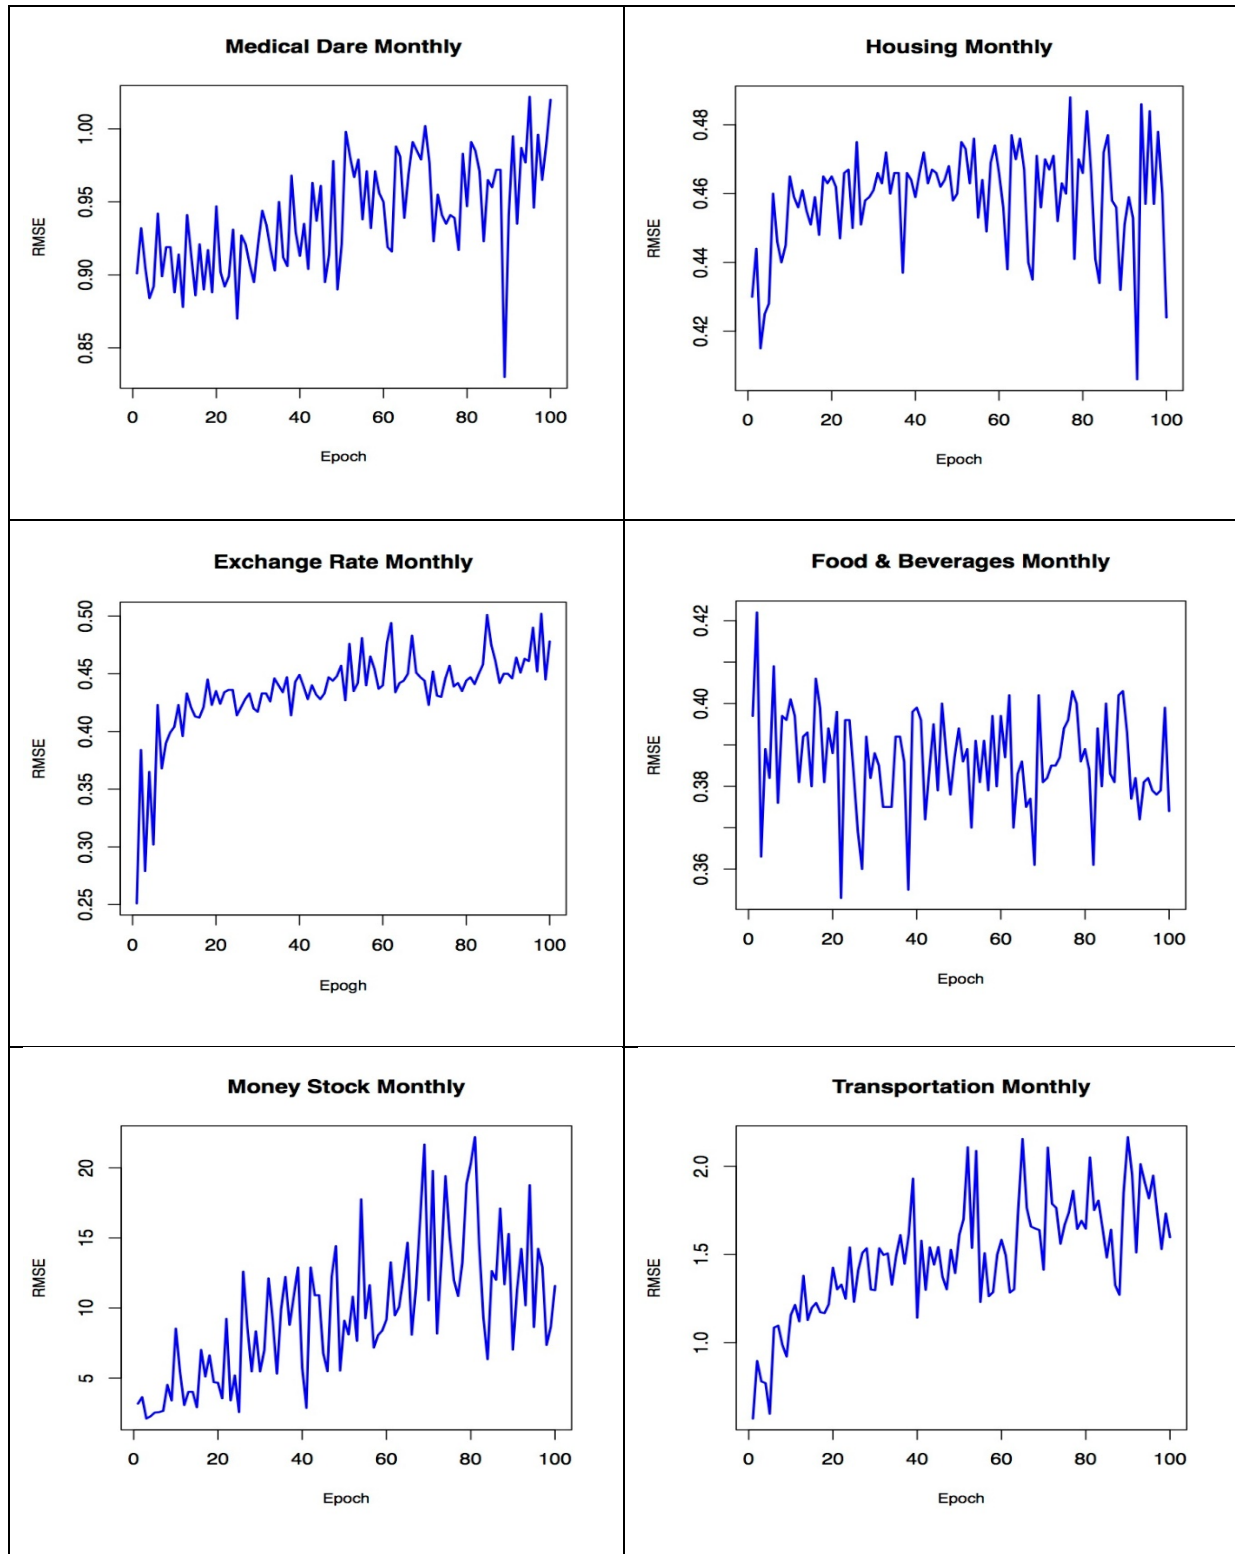 Medical Dare Monthly
RMSE
1.00
0.95
0.90
0.85
0 20 40 60 80 100
Epoch
Housing Monthly
RMSE
0.48
0.46
0.44
0.42
0 20 40 60 80 100
Epoch
Exchange Rate Monthly
RMSE
0.50
0.45
0.40
0.35
0.30
0.25
0 20 40 60 80 100
Epogh
Food & Beverages Monthly
RMSE
0.42
0.40
0.38
0.36
0 20 40 60 80 100
Epoch
Money Stock Monthly
RMSE
20
15
10
5
0 20 40 60 80 100
Epoch
Transportation Monthly
RMSE
2.0
1.5
1.0
0 20 40 60 80 100
Epoch